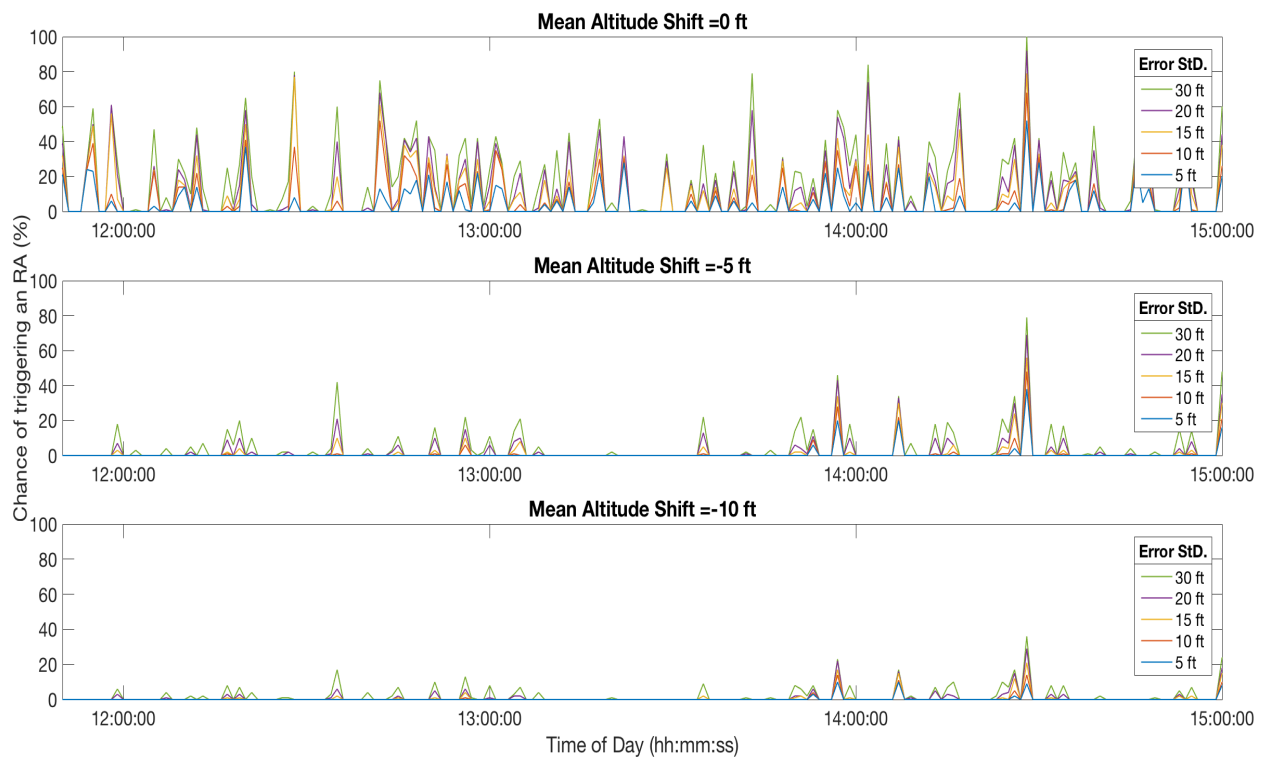 Mean Altitude Shift =0 ft
100
80
60
40
20
0
12:00:00
13:00:00
14:00:00
15:00:00
Error StD.
30 ft
20 ft
15 ft
10 ft
5 ft
Chance of triggering an RA (%)
Mean Altitude Shift =-5 ft
100
80
60
40
20
0
12:00:00
13:00:00
14:00:00
15:00:00
Error StD.
30 ft
20 ft
15 ft
10 ft
5 ft
Mean Altitude Shift =-10 ft
100
80
60
40
20
0
12:00:00
13:00:00
14:00:00
15:00:00
Error StD.
30 ft
20 ft
15 ft
10 ft
5 ft
Time of Day (hh:mm:ss)